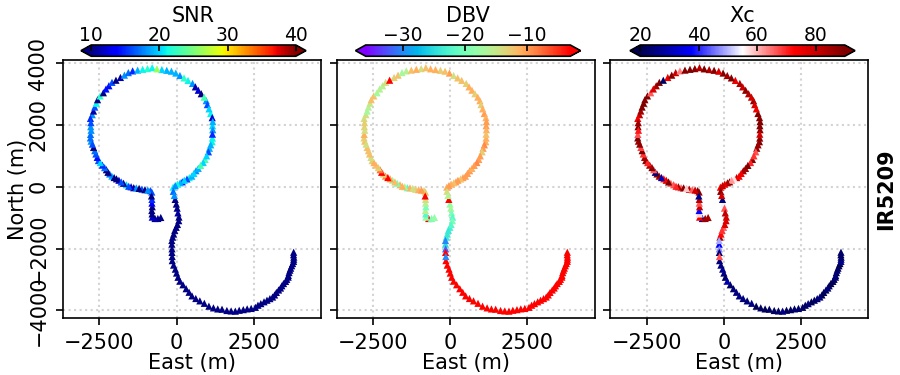 SNR DBV Xc
10 20 30 40 −30 −20 −10 20 40 60 80
4000
2000
0
−2000
−4000
North (m)
IR5209
−2500 0 2500 −2500 0 2500 −2500 0 2500
East (m) East (m) East (m)